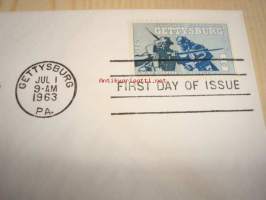 GETTYSBURG
GETTYSBURG
JUL 1
9-AM
1963
PA.
FIRST DAY OF ISSUE